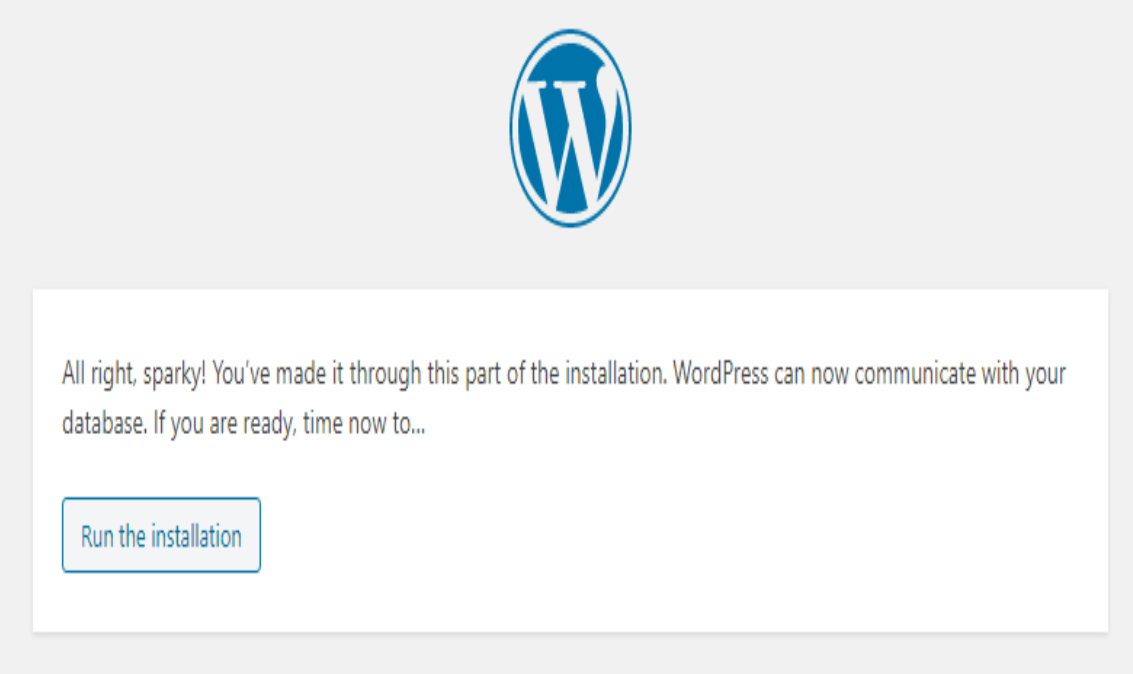 All right, sparky! You’ve made it through this part of the installation. WordPress can now communicate with your
database. If you are ready, time now to…
Run the installation